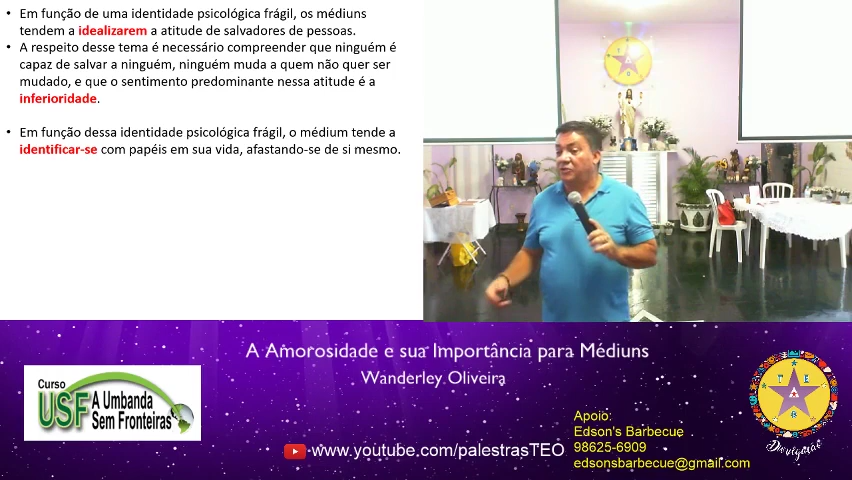 • Em função de uma identidade psicológica frágil, os médiuns
tendem a idealizarem a atitude de salvadores de pessoas.
• A respeito desse tema é necessário compreender que ninguém é
capaz de salvar a ninguém, ninguém muda a quem não quer ser
mudado, e que o sentimento predominante nessa atitude é a
inferioridade.
• Em função dessa identidade psicológica frágil, o médium tende a
identificar-se com papéis em sua vida, afastando-se de si mesmo.
A Amorosidade e sua Importância para Médiuns
Wanderley Oliveira
Curso
USF A Umbanda
Sem Fronteiras
www.youtube.com/palestrasTEO
Apoio:
Edson's Barbecue
98625-6909
edsonsbarbecue@gmail.com
Divulgação